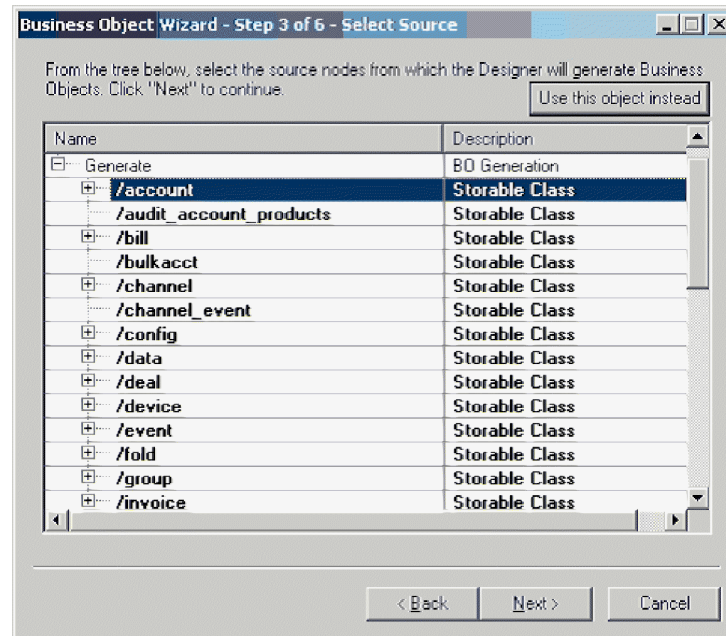 Business Object Wizard - Step 3 of 6 - Select Source
From the tree below, select the source nodes from which the Designer will generate Business
Objects. Click "Next" to continue.
Use this object instead
Name Description
Generate BO Generation
/account Storable Class
/audit_account_products Storable Class
/bill Storable Class
/bulkacct Storable Class
/channel Storable Class
/channel_event Storable Class
/config Storable Class
/data Storable Class
/deal Storable Class
/device Storable Class
/event Storable Class
/fold Storable Class
/group Storable Class
/invoice Storable Class
< Back Next > Cancel